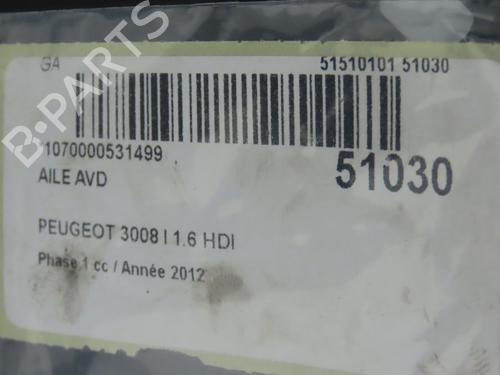 GA 51510101 51030
1070000531499
51030
AILE AVD
PEUGEOT 3008 I 1.6 HDI
Phase 1 cc / Année 2012
B-PARTS